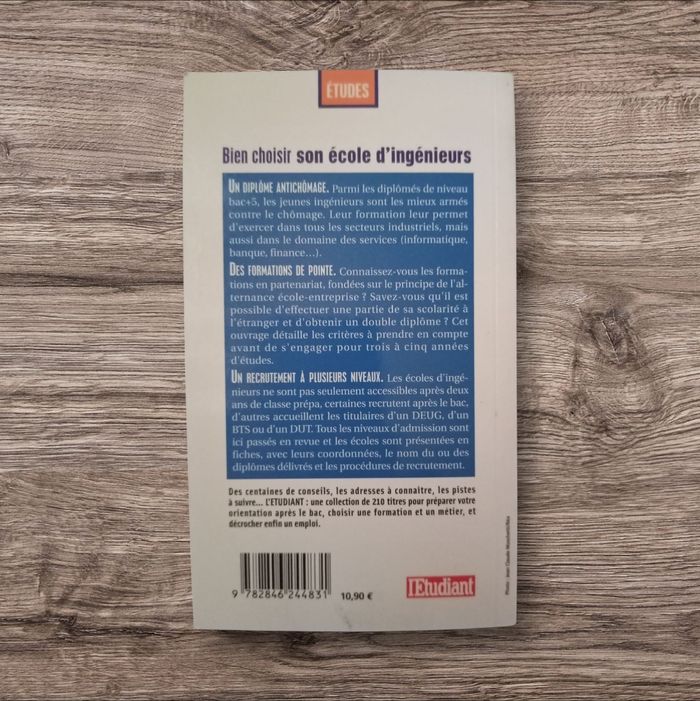 ÉTUDES
Bien choisir son école d'ingénieurs
UN DIPLÔME ANTICHÔMAGE. Parmi les diplômés de niveau
bac+5, les jeunes ingénieurs sont les mieux armés
contre le chômage. Leur formation leur permet
d'exercer dans tous les secteurs industriels, mais
aussi dans le domaine des services (informatique,
banque, finance...).
DES FORMATIONS DE POINTE. Connaissez-vous les forma-
tions en partenariat, fondées sur le principe de l'al-
ternance école-entreprise ? Savez-vous qu'il est
possible d'effectuer une partie de sa scolarité à
l'étranger et d'obtenir un double diplôme ? Cet
ouvrage détaille les critères à prendre en compte
avant de s'engager pour trois à cinq années
d'études.
UN RECRUTEMENT À PLUSIEURS NIVEAUX. Les écoles d'ingé-
nieurs ne sont pas seulement accessibles après deux
ans de classe prépa, certaines recrutent après le bac,
d'autres accueillent les titulaires d'un DEUG, d'un
BTS ou d'un DUT. Tous les niveaux d'admission sont
ici passés en revue et les écoles sont présentées en
fiches, avec leurs coordonnées, le nom du ou des
diplômes délivrés et les procédures de recrutement.
Des centaines de conseils, les adresses à connaître, les pistes
à suivre... L'ETUDIANT : une collection de 210 titres pour préparer votre
orientation après le bac, choisir une formation et un métier, et
décrocher enfin un emploi.
9 782846 244831
10,90 €
l'Etudiant
Photo : Jean Claude